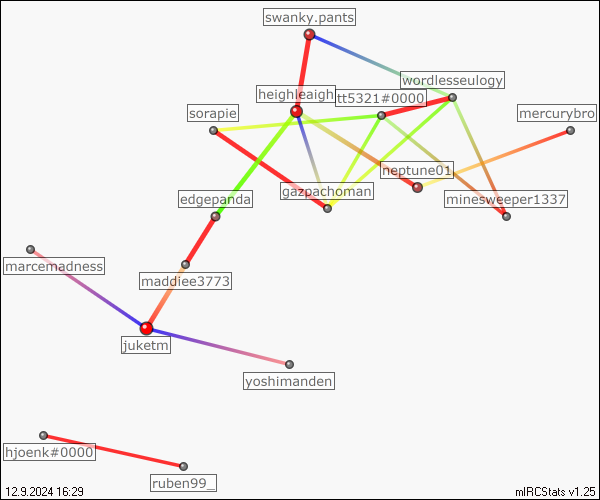 swanky.pants
wordlesseulogy
heighleaigh
tt5321#0000
sorapie
mercurybro
neptune01
gazpachoman
edgepanda
minesweeper1337
marcemadness
maddiee3773
juketm
yoshimanden
hjoenk#0000
ruben99_
12.9.2024 16:29
mIRCStats v1.25